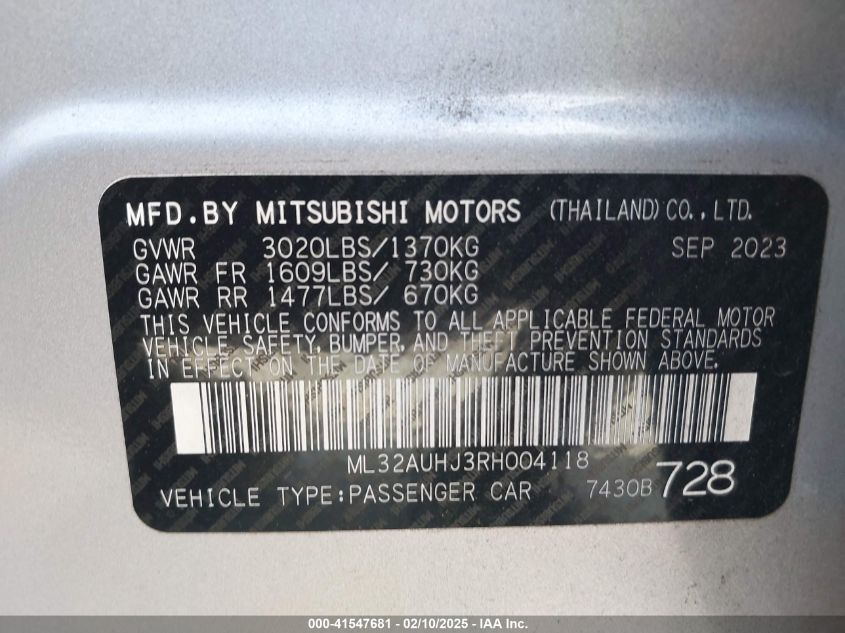 MFD.BY MITSUBISHI MOTORS (THAILAND)CO.,LTD.
GVWR 3020LBS/1370KG SEP 2023
GAWR FR 1609LBS/ 730KG
GAWR RR 1477LBS/ 670KG
THIS VEHICLE CONFORMS TO ALL APPLICABLE FEDERAL MOTOR
VEHICLE SAFETY, BUMPER, AND THEFT PREVENTION STANDARDS
IN EFFECT ON THE DATE OF MANUFACTURE SHOWN ABOVE.
ML32AUHJ3RH004118
VEHICLE TYPE:PASSENGER CAR 7430B 728
000-41547681 - 02/10/2025 - IAA Inc.